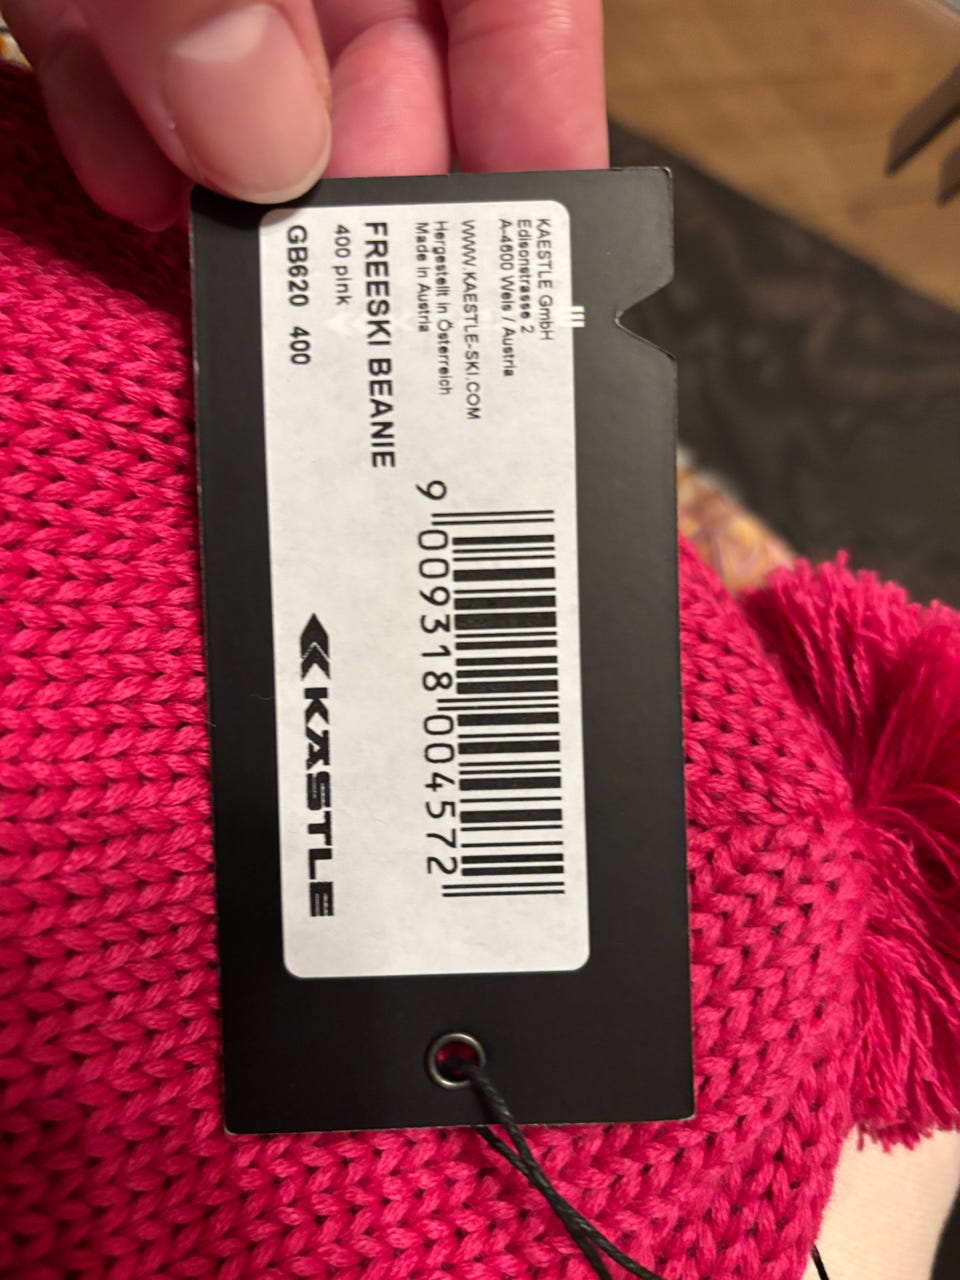 KAESTLE GmbH
Edisonstrasse 2
A-4600 Wels / Austria
WWW.KAESTLE-SKI.COM
Hergestellt in Österreich
Made in Austria
FREESKI BEANIE
400 pink
GB620 400
9 009318 004572
KÄSTLE